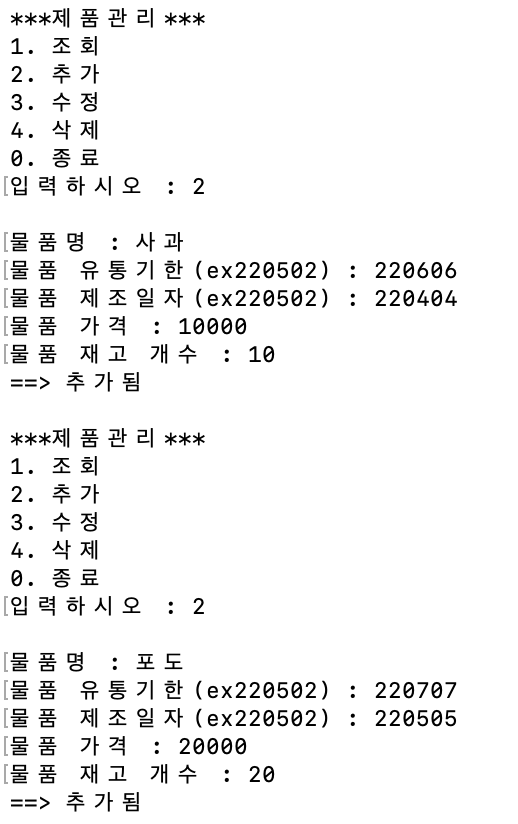 ***제품관리***
1. 조회
2. 추가
3. 수정
4. 삭제
0. 종료
입력하시오 : 2
물품명 : 사과
물품 유통기한(ex220502) : 220606
물품 제조일자(ex220502) : 220404
물품 가격 : 10000
물품 재고 개수 : 10
==> 추가됨
***제품관리***
1. 조회
2. 추가
3. 수정
4. 삭제
0. 종료
입력하시오 : 2
물품명 : 포도
물품 유통기한(ex220502) : 220707
물품 제조일자(ex220502) : 220505
물품 가격 : 20000
물품 재고 개수 : 20
==> 추가됨